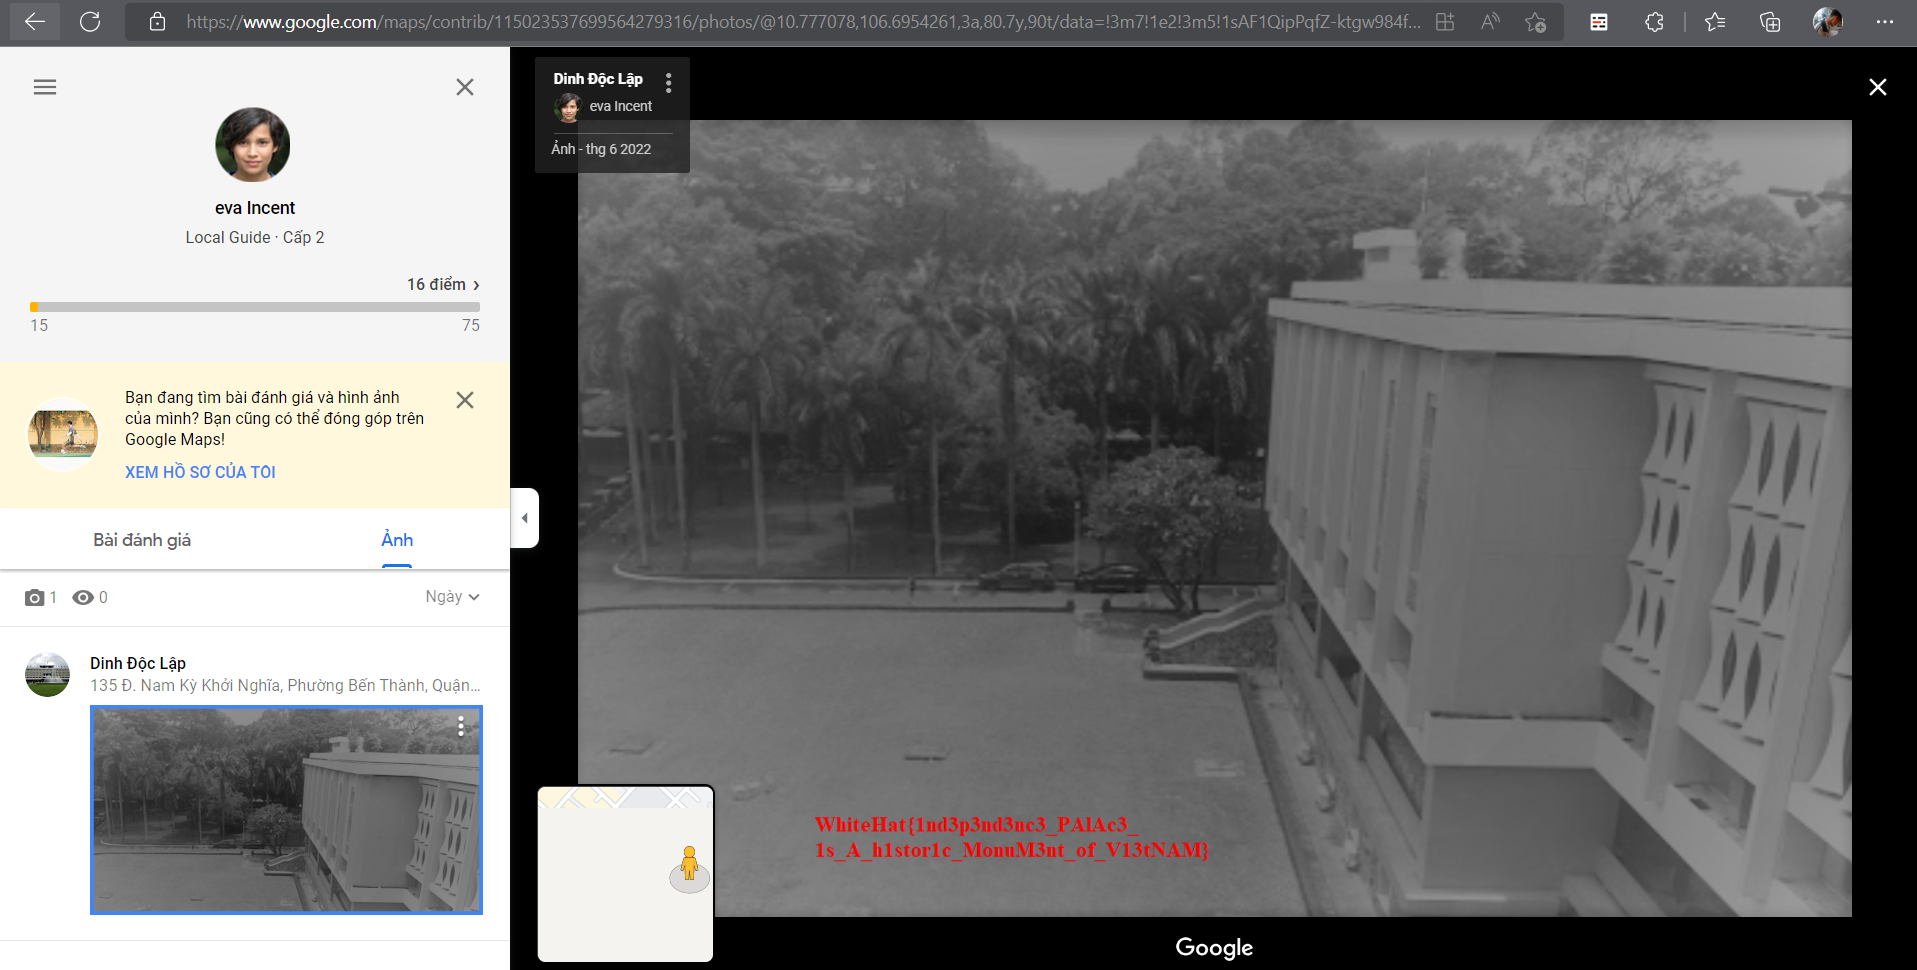 https://www.google.com/maps/contrib/115023537699564279316/photos/@10.777078,106.6954261,3a,80.7y,90t/data=!3m7!1e2!3m5!1sAF1QipPqfZ-ktgw984f...
eva Incent
Local Guide · Cấp 2
16 điểm ›
15 75
Bạn đang tìm bài đánh giá và hình ảnh
của mình? Bạn cũng có thể đóng góp trên
Google Maps!
XEM HỒ SƠ CỦA TÔI
Bài đánh giá Ảnh
1 0 Ngày
Dinh Độc Lập
135 Đ. Nam Kỳ Khởi Nghĩa, Phường Bến Thành, Quận...
Dinh Độc Lập
eva Incent
Ảnh - thg 6 2022
WhiteHat{1nd3p3nd3nc3_PAlAc3_
1s_A_h1stor1c_MonuM3nt_of_V13tNAM}
Google